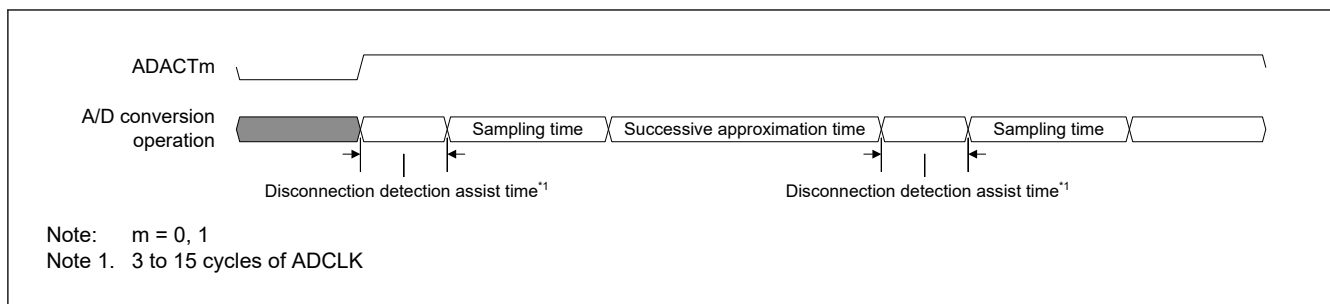 ADACTm
A/D conversion
operation
Sampling time
Successive approximation time
Sampling time
Disconnection detection assist time*1
Disconnection detection assist time*1
Note: m = 0, 1
Note 1. 3 to 15 cycles of ADCLK